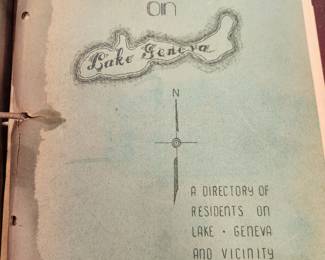 on
Lake Geneva
N
A DIRECTORY OF
RESIDENTS ON
LAKE · GENEVA
AND VICINITY